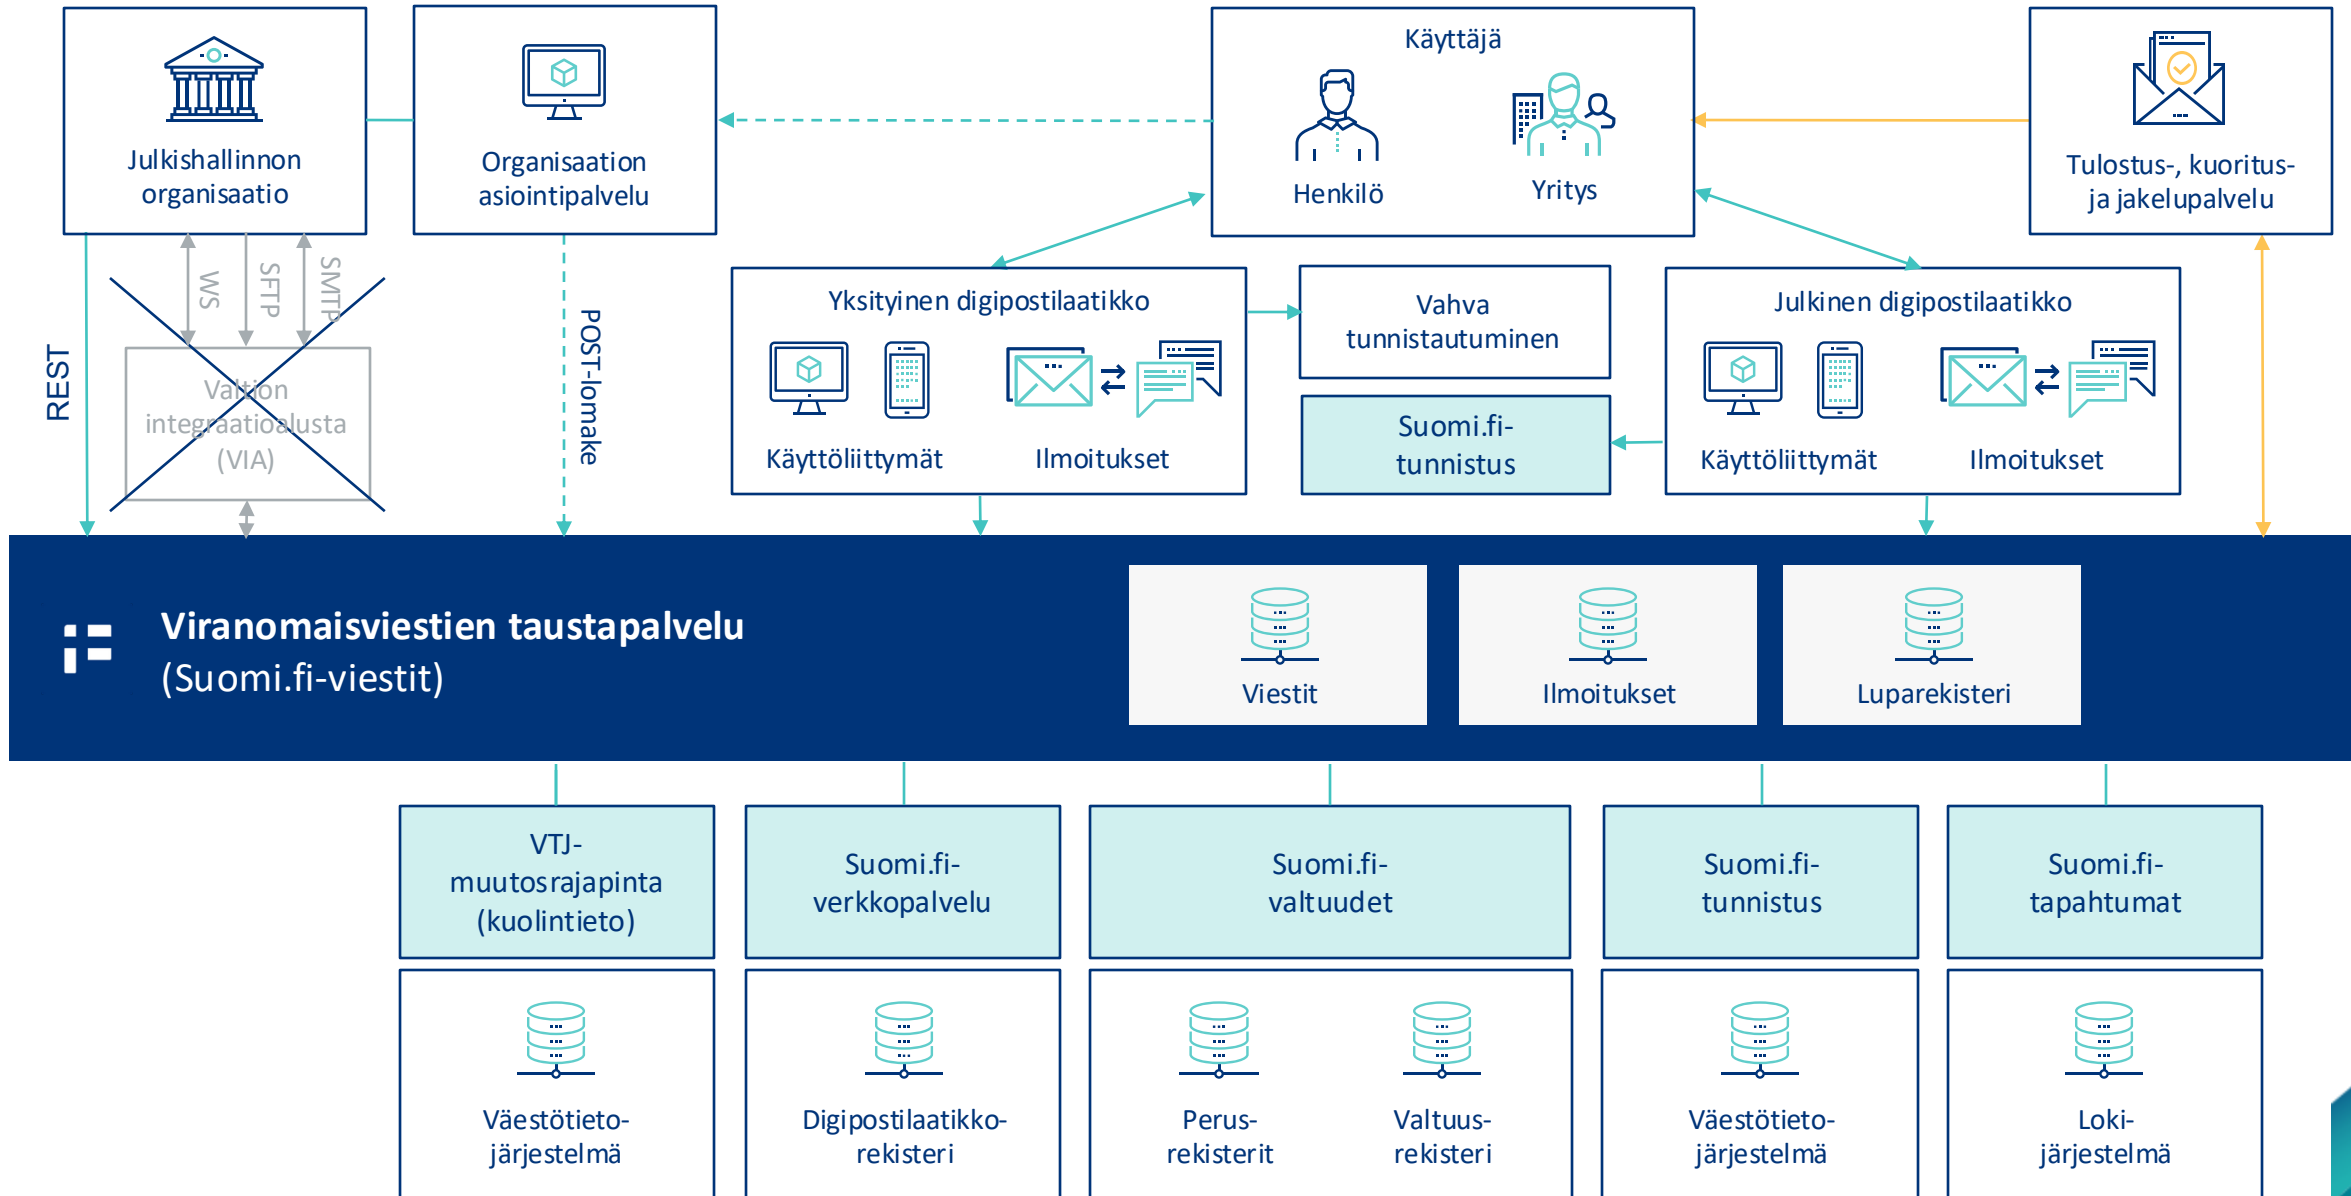 Julkishallinnon
organisaatio
Organisaation
asiointipalvelu
Käyttäjä
Henkilö
Yritys
Tulostus-, kuoritus-
ja jakelupalvelu
REST
WS
SFTP
SMTP
Valtion
integraatioalusta
(VIA)
POST-lomake
Yksityinen digipostilaatikko
Käyttöliittymät
Ilmoitukset
Vahva
tunnistautuminen
Suomi.fi-
tunnistus
Julkinen digipostilaatikko
Käyttöliittymät
Ilmoitukset
Viranomaisviestien taustapalvelu
(Suomi.fi-viestit)
Viestit
Ilmoitukset
Luparekisteri
VTJ-
muutosrajapinta
(kuolintieto)
Suomi.fi-
verkkopalvelu
Suomi.fi-
valtuudet
Suomi.fi-
tunnistus
Suomi.fi-
tapahtumat
Väestötieto-
järjestelmä
Digipostilaatikko-
rekisteri
Perus-
rekisterit
Valtuus-
rekisteri
Väestötieto-
järjestelmä
Loki-
järjestelmä